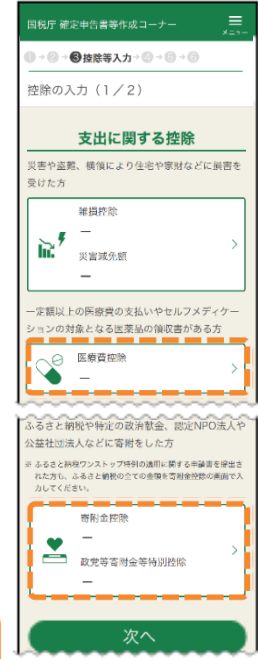 国税庁 確定申告書等作成コーナー
メニュー
❶→❷→❸控除等入力→❹→❺→❻
控除の入力（１／２）
支出に関する控除
災害や盗難、横領により住宅や家財などに損害を
受けた方
雑損控除
ー
災害減免額
ー
一定額以上の医療費の支払いやセルフメディケー
ションの対象となる医薬品の領収書がある方
医療費控除
ー
ふるさと納税や特定の政治献金、認定NPO法人や
公益社団法人などに寄附をした方
※ ふるさと納税ワンストップ特例の適用に関する申請書を提出さ
れた方も、ふるさと納税の全ての金額を寄附金控除の画面で入
力してください。
寄附金控除
ー
政党等寄附金等特別控除
ー
次へ